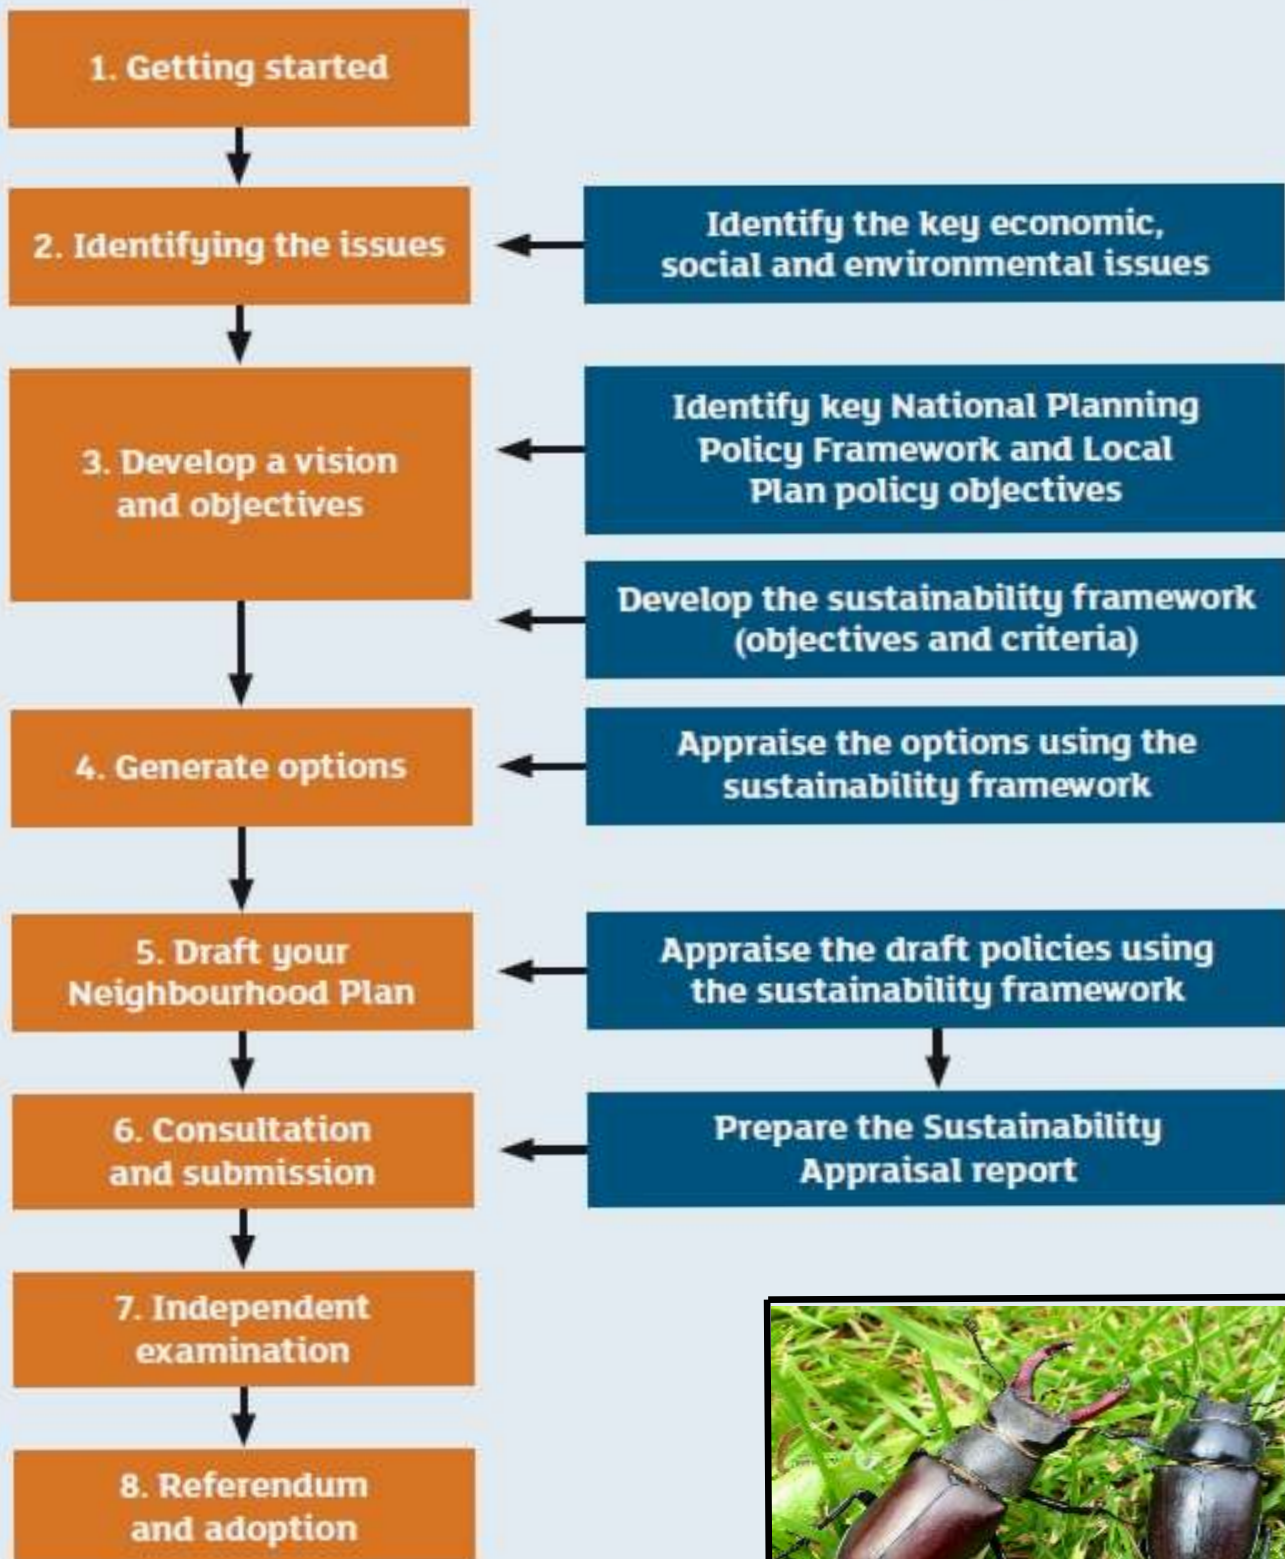 1. Getting started
2. Identifying the issues
Identify the key economic,
social and environmental issues
3. Develop a vision
and objectives
Identify key National Planning
Policy Framework and Local
Plan policy objectives
Develop the sustainability framework
(objectives and criteria)
4. Generate options
Appraise the options using the
sustainability framework
5. Draft your
Neighbourhood Plan
Appraise the draft policies using
the sustainability framework
6. Consultation
and submission
Prepare the Sustainability
Appraisal report
7. Independent
examination
8. Referendum
and adoption